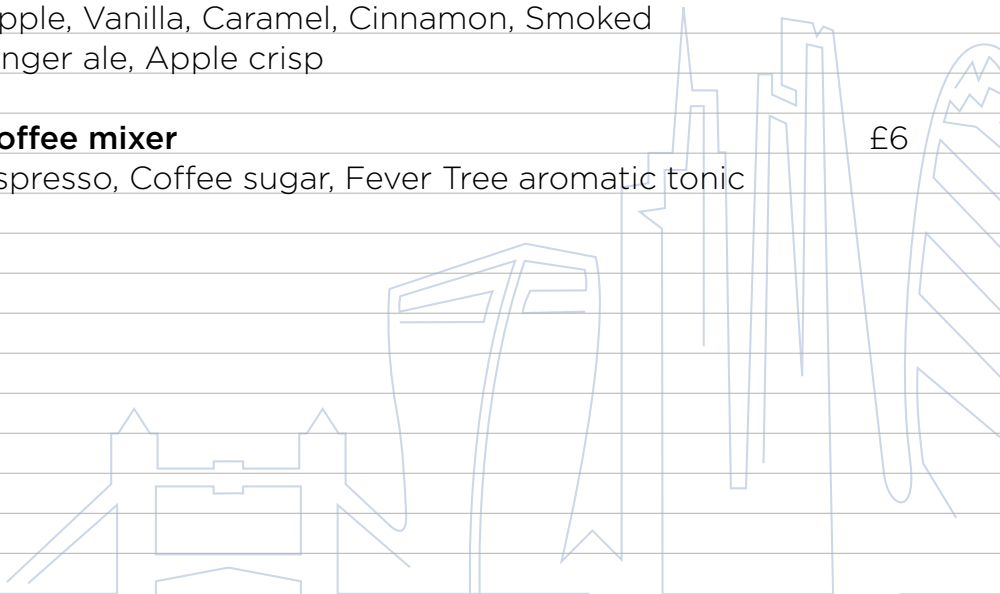 pple, Vanilla, Caramel, Cinnamon, Smoked
nger ale, Apple crisp
offee mixer £6
spresso, Coffee sugar, Fever Tree aromatic tonic